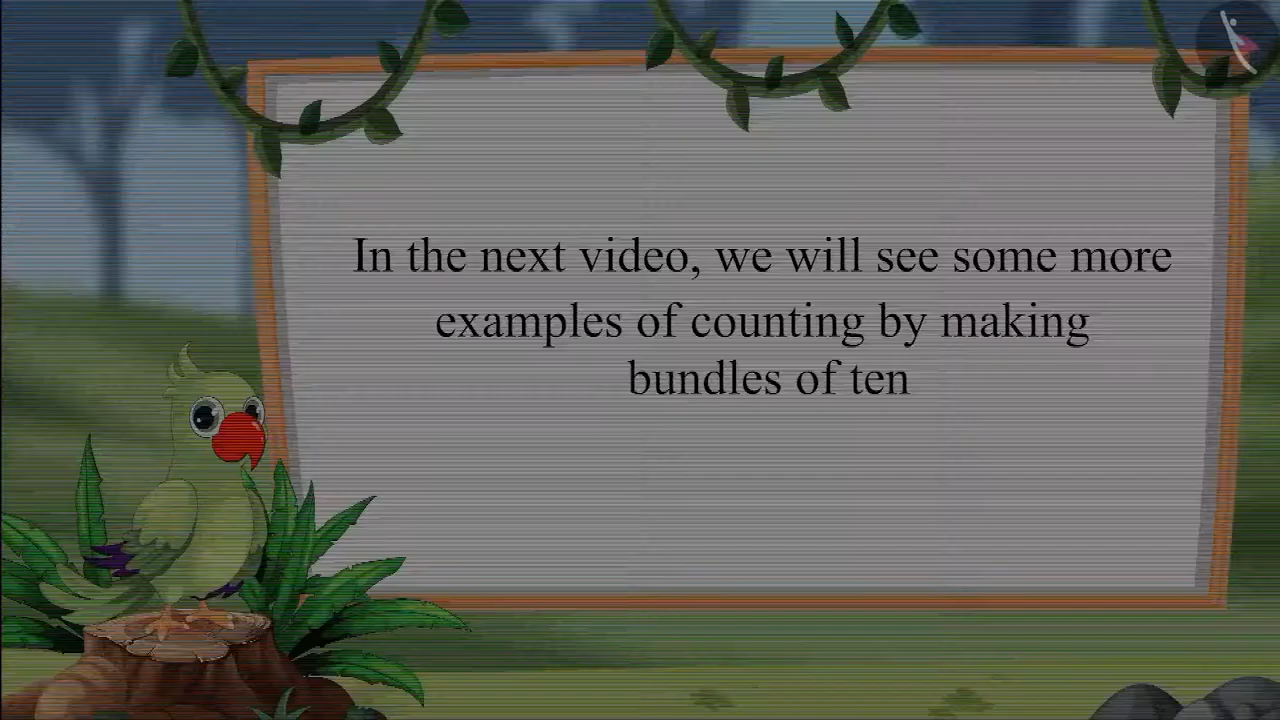 In the next video, we will see some more
examples of counting by making
bundles of ten